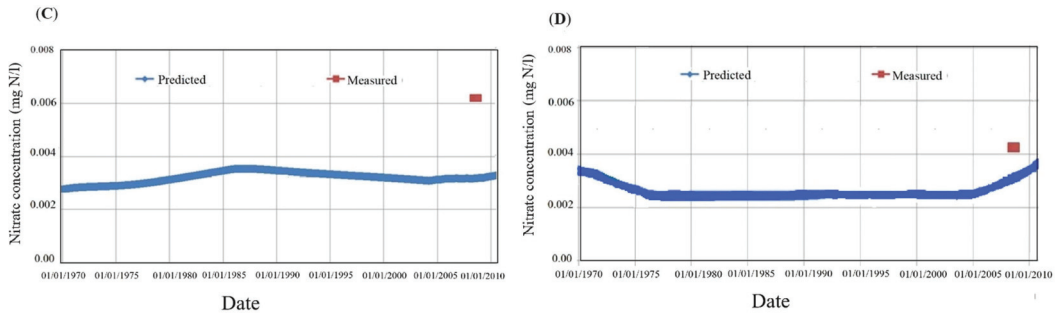 (C)
Nitrate concentration (mg N/l)
0.008
0.006
0.004
0.002
0.00
Predicted
Measured
01/01/1970 01/01/1975 01/01/1980 01/01/1985 01/01/1990 01/01/1995 01/01/2000 01/01/2005 01/01/2010
Date
(D)
Nitrate concentration (mg N/l)
0.008
0.006
0.004
0.002
0.00
Predicted
Measured
01/01/1970 01/01/1975 01/01/1980 01/01/1985 01/01/1990 01/01/1995 01/01/2000 01/01/2005 01/01/2010
Date